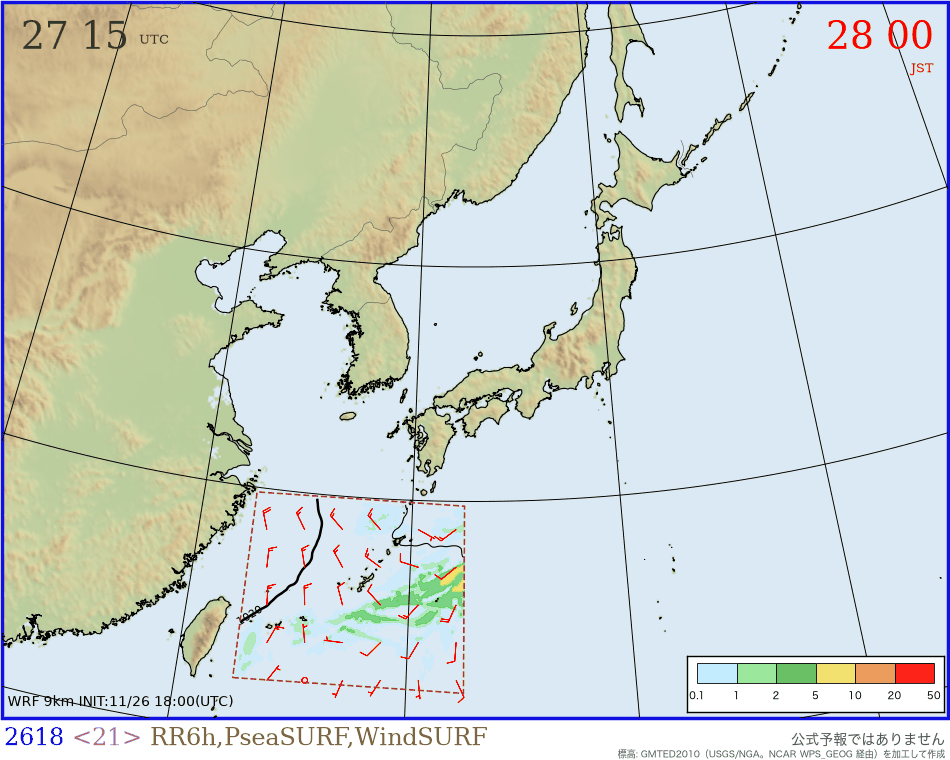 27 15 UTC
28 00
JST
WRF 9km INIT:11/26 18:00(UTC)
0.1 1 2 5 10 20 50
2618 <21> RR6h,PseaSURF,WindSURF
公式予報ではありません
標高: GMTED2010（USGS/NGA。NCAR WPS_GEOG 経由）を加工して作成